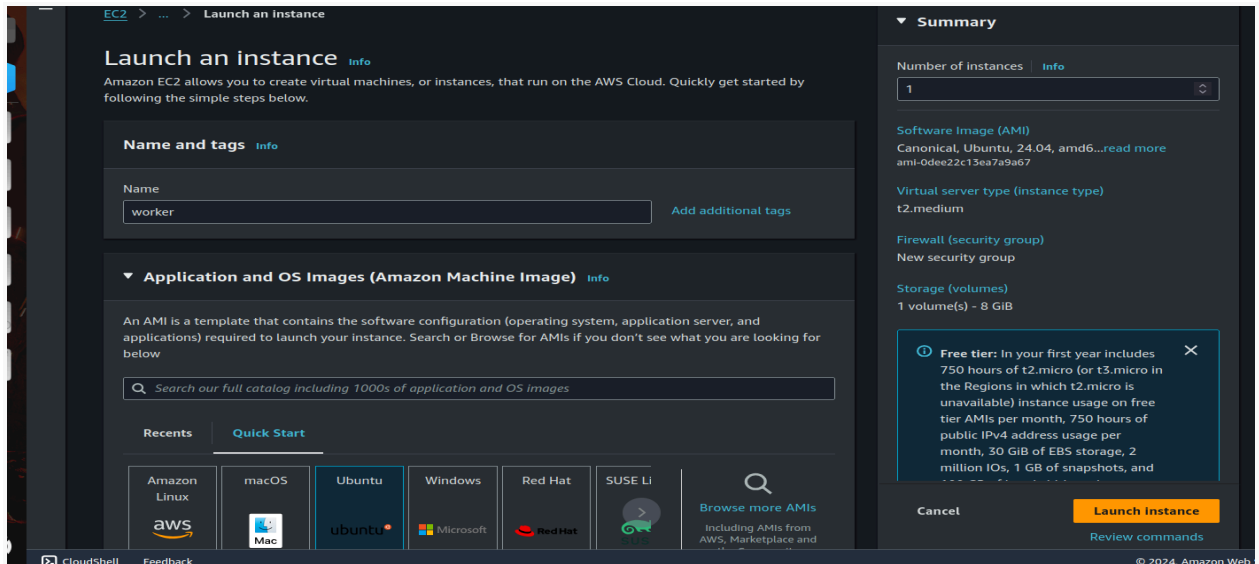 EC2 > ... > Launch an instance
Launch an instance Info
Amazon EC2 allows you to create virtual machines, or instances, that run on the AWS Cloud. Quickly get started by
following the simple steps below.
Name and tags Info
Name
worker
Add additional tags
Application and OS Images (Amazon Machine Image) Info
An AMI is a template that contains the software configuration (operating system, application server, and
applications) required to launch your instance. Search or Browse for AMIs if you don't see what you are looking for
below
Search our full catalog including 1000s of application and OS images
Recents
Quick Start
Amazon
Linux
aws
macOS
Mac
Ubuntu
ubuntu
Windows
Microsoft
Red Hat
Red Hat
SUSE Li
Browse more AMIs
Including AMIs from
AWS, Marketplace and
Summary
Number of instances Info
1
Software Image (AMI)
Canonical, Ubuntu, 24.04, amd6...read more
ami-0dee22c13ea7a9a67
Virtual server type (instance type)
t2.medium
Firewall (security group)
New security group
Storage (volumes)
1 volume(s) - 8 GiB
Free tier: In your first year includes
750 hours of t2.micro (or t3.micro in
the Regions in which t2.micro is
unavailable) instance usage on free
tier AMIs per month, 750 hours of
public IPv4 address usage per
month, 30 GiB of EBS storage, 2
million IOs, 1 GB of snapshots, and
Cancel
Launch instance
Review commands
CloudShell Feedback
© 2024, Amazon Web